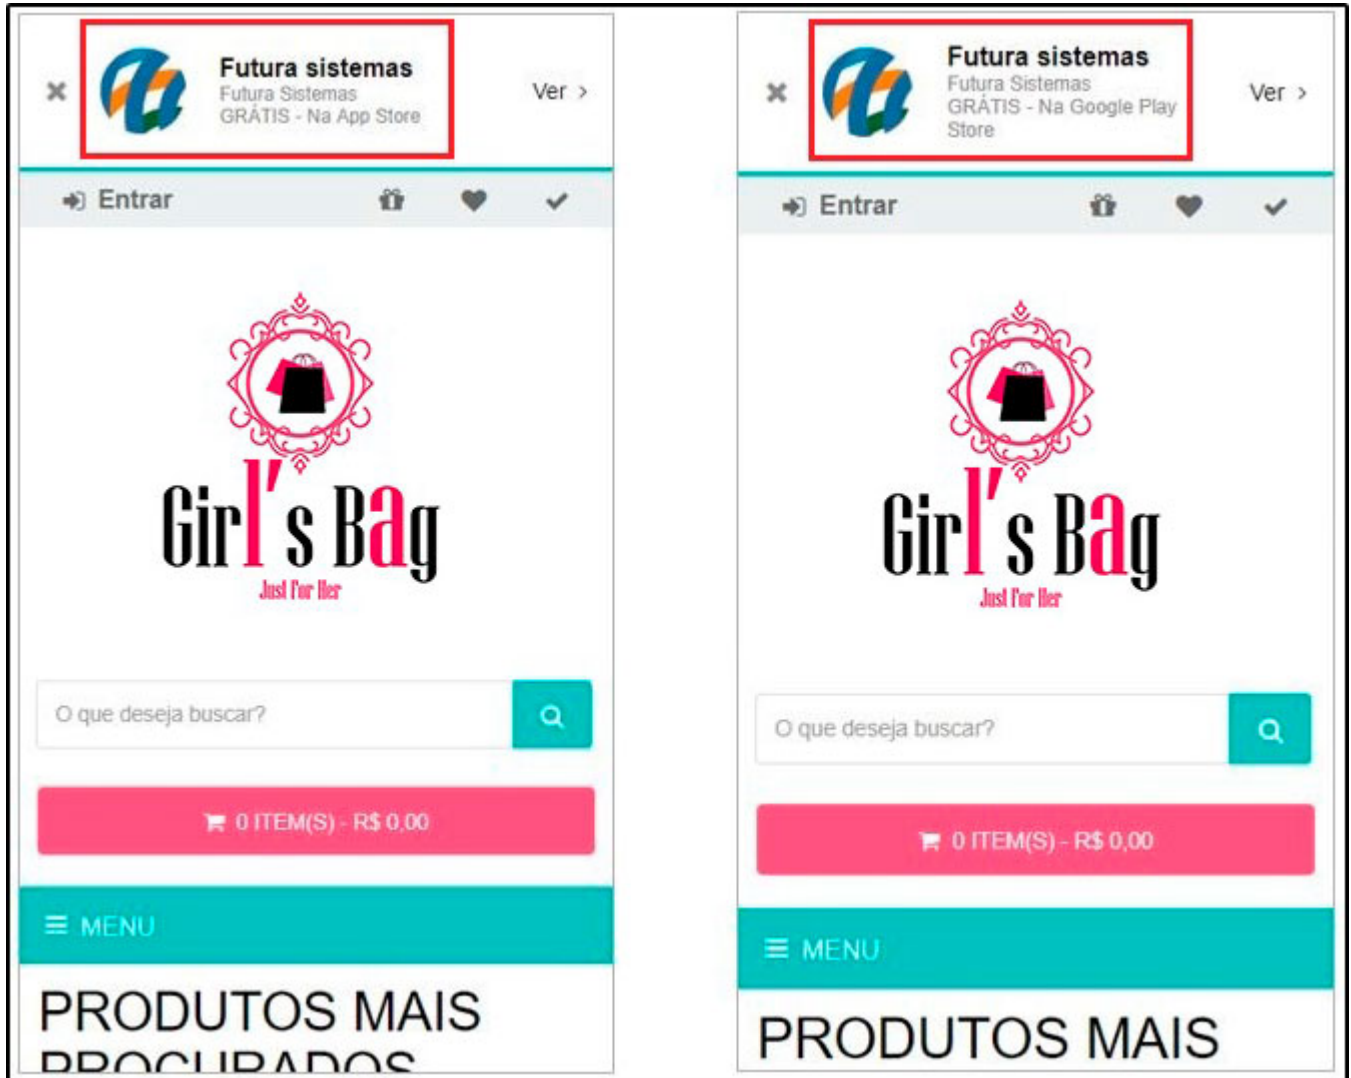 Futura sistemas
Futura Sistemas
GRÁTIS - Na App Store
Ver >
Entrar
Girl's Bag
Just For Her
O que deseja buscar?
0 ITEM(S) - R$ 0,00
MENU
PRODUTOS MAIS
PROCURADOS
Futura sistemas
Futura Sistemas
GRÁTIS - Na Google Play
Store
Ver >
Entrar
Girl's Bag
Just For Her
O que deseja buscar?
0 ITEM(S) - R$ 0,00
MENU
PRODUTOS MAIS